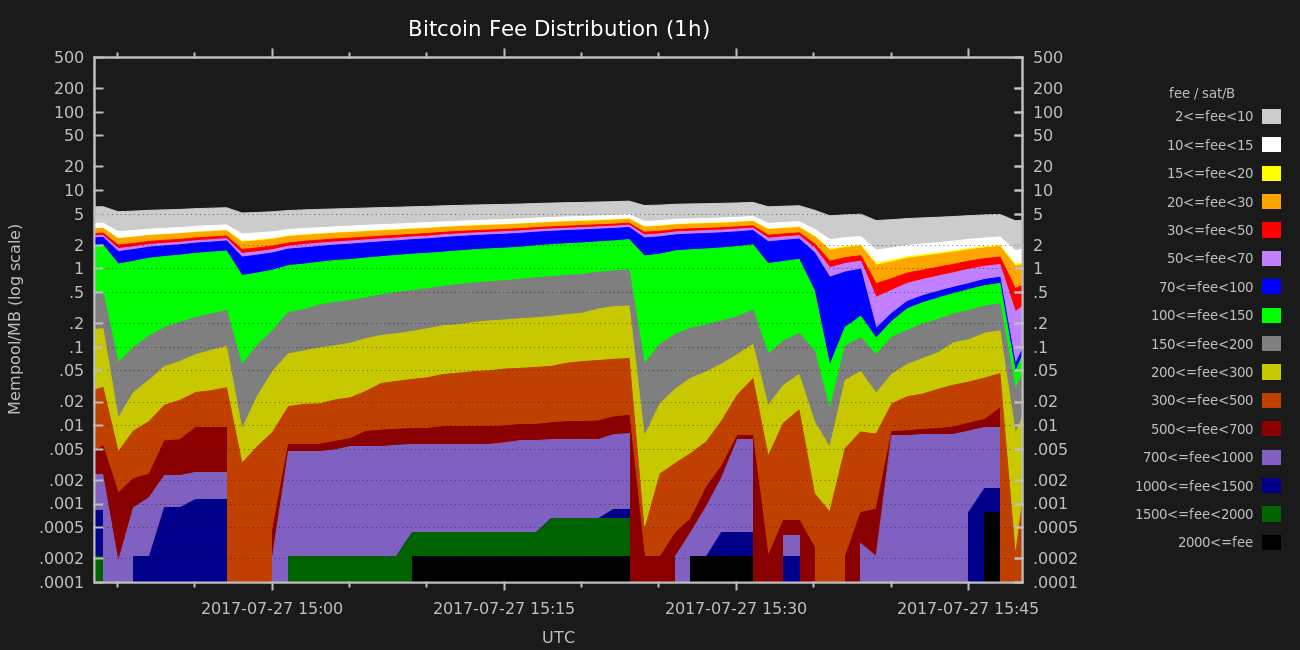 Bitcoin Fee Distribution (1h)
500 500
200 200
100 100
50 50
20 20
10 10
5 5
2 2
1 1
.5 .5
.2 .2
.1 .1
.05 .05
.02 .02
.01 .01
.005 .005
.002 .002
.001 .001
.0005 .0005
.0002 .0002
.0001 .0001
Mempool/MB (log scale)
2017-07-27 15:00 2017-07-27 15:15 2017-07-27 15:30 2017-07-27 15:45
UTC
fee / sat/B
2<=fee<10
10<=fee<15
15<=fee<20
20<=fee<30
30<=fee<50
50<=fee<70
70<=fee<100
100<=fee<150
150<=fee<200
200<=fee<300
300<=fee<500
500<=fee<700
700<=fee<1000
1000<=fee<1500
1500<=fee<2000
2000<=fee